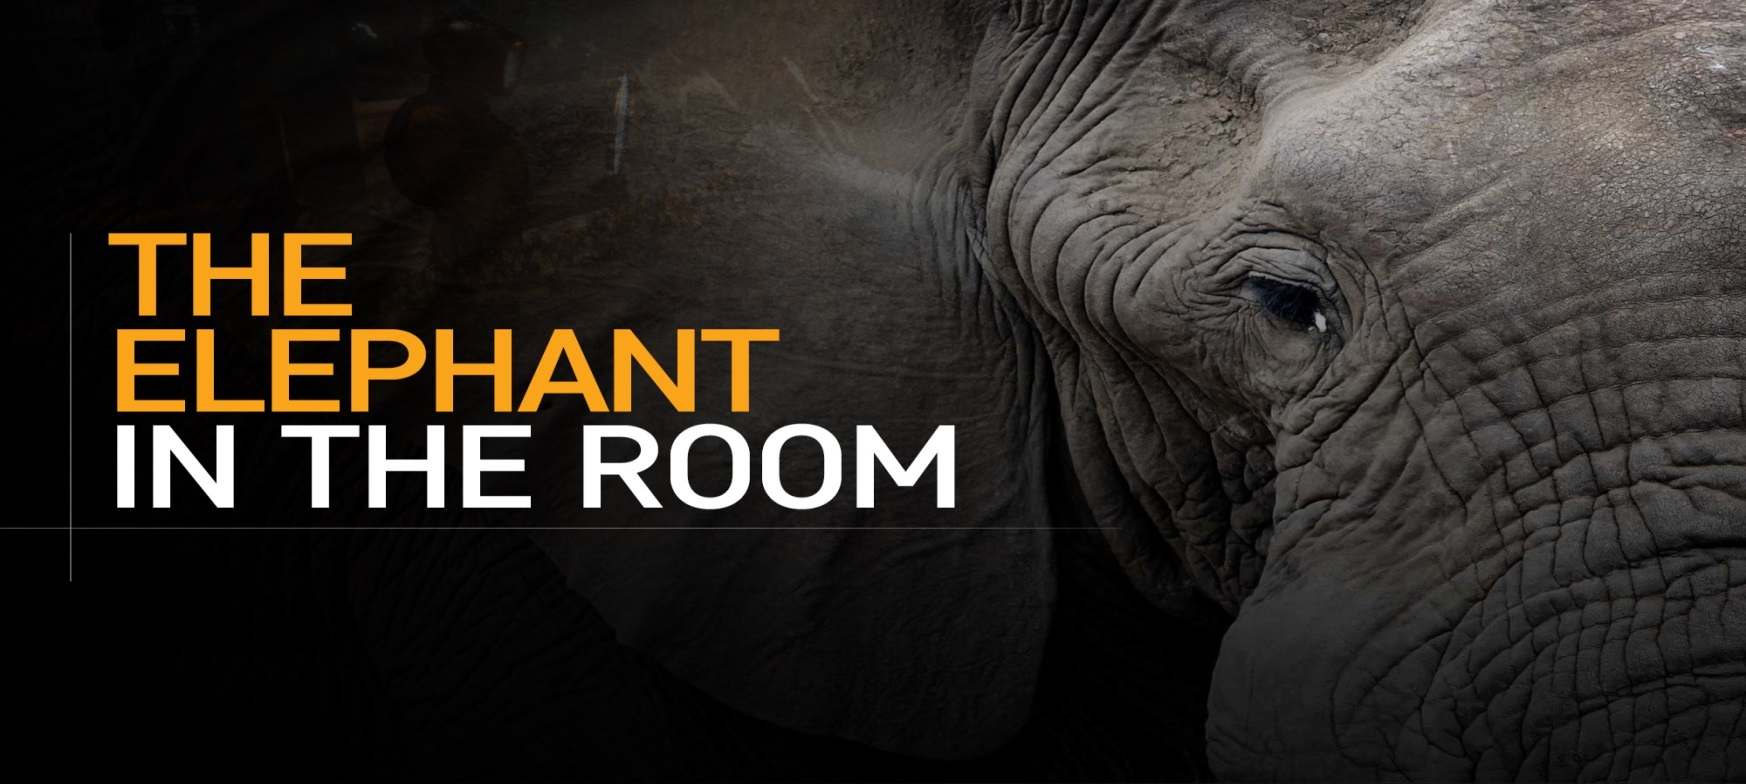 THE
ELEPHANT
IN THE ROOM